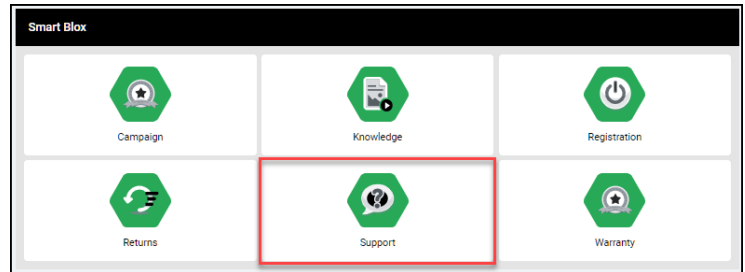 Smart Blox
Campaign
Knowledge
Registration
Returns
Support
Warranty